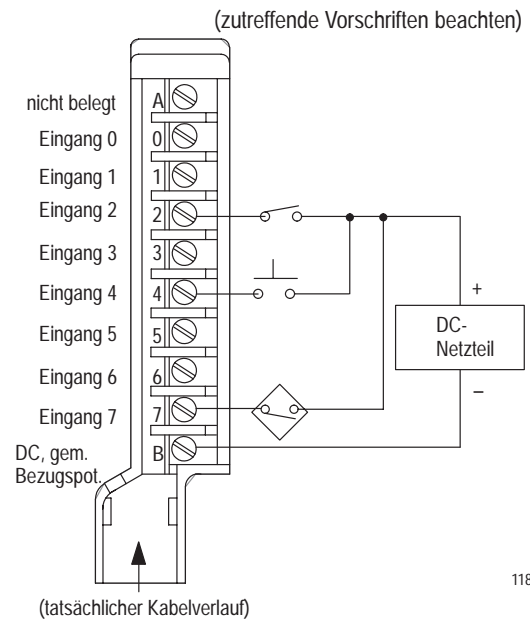 (zutreffende Vorschriften beachten)
nicht belegt A
Eingang 0 0
Eingang 1 1
Eingang 2 2
Eingang 3 3
Eingang 4 4
Eingang 5 5
Eingang 6 6
Eingang 7 7
DC, gem. B
Bezugspot.
+
DC-
Netzteil
–
118
(tatsächlicher Kabelverlauf)